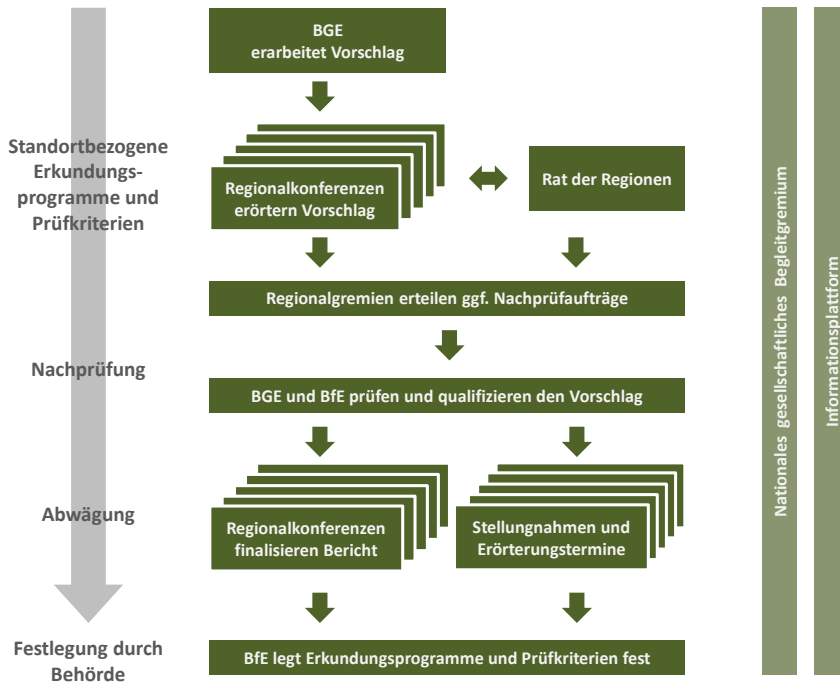 BGE
erarbeitet Vorschlag
Standortbezogene
Erkundungs-
programme und
Prüfkriterien
Regionalkonferenzen
erörtern Vorschlag
Rat der Regionen
Regionalgremien erteilen ggf. Nachprüfaufträge
Nachprüfung
BGE und BfE prüfen und qualifizieren den Vorschlag
Abwägung
Regionalkonferenzen
finalisieren Bericht
Stellungnahmen und
Erörterungstermine
Festlegung durch
Behörde
BfE legt Erkundungsprogramme und Prüfkriterien fest
Nationales gesellschaftliches Begleitgremium
Informationsplattform